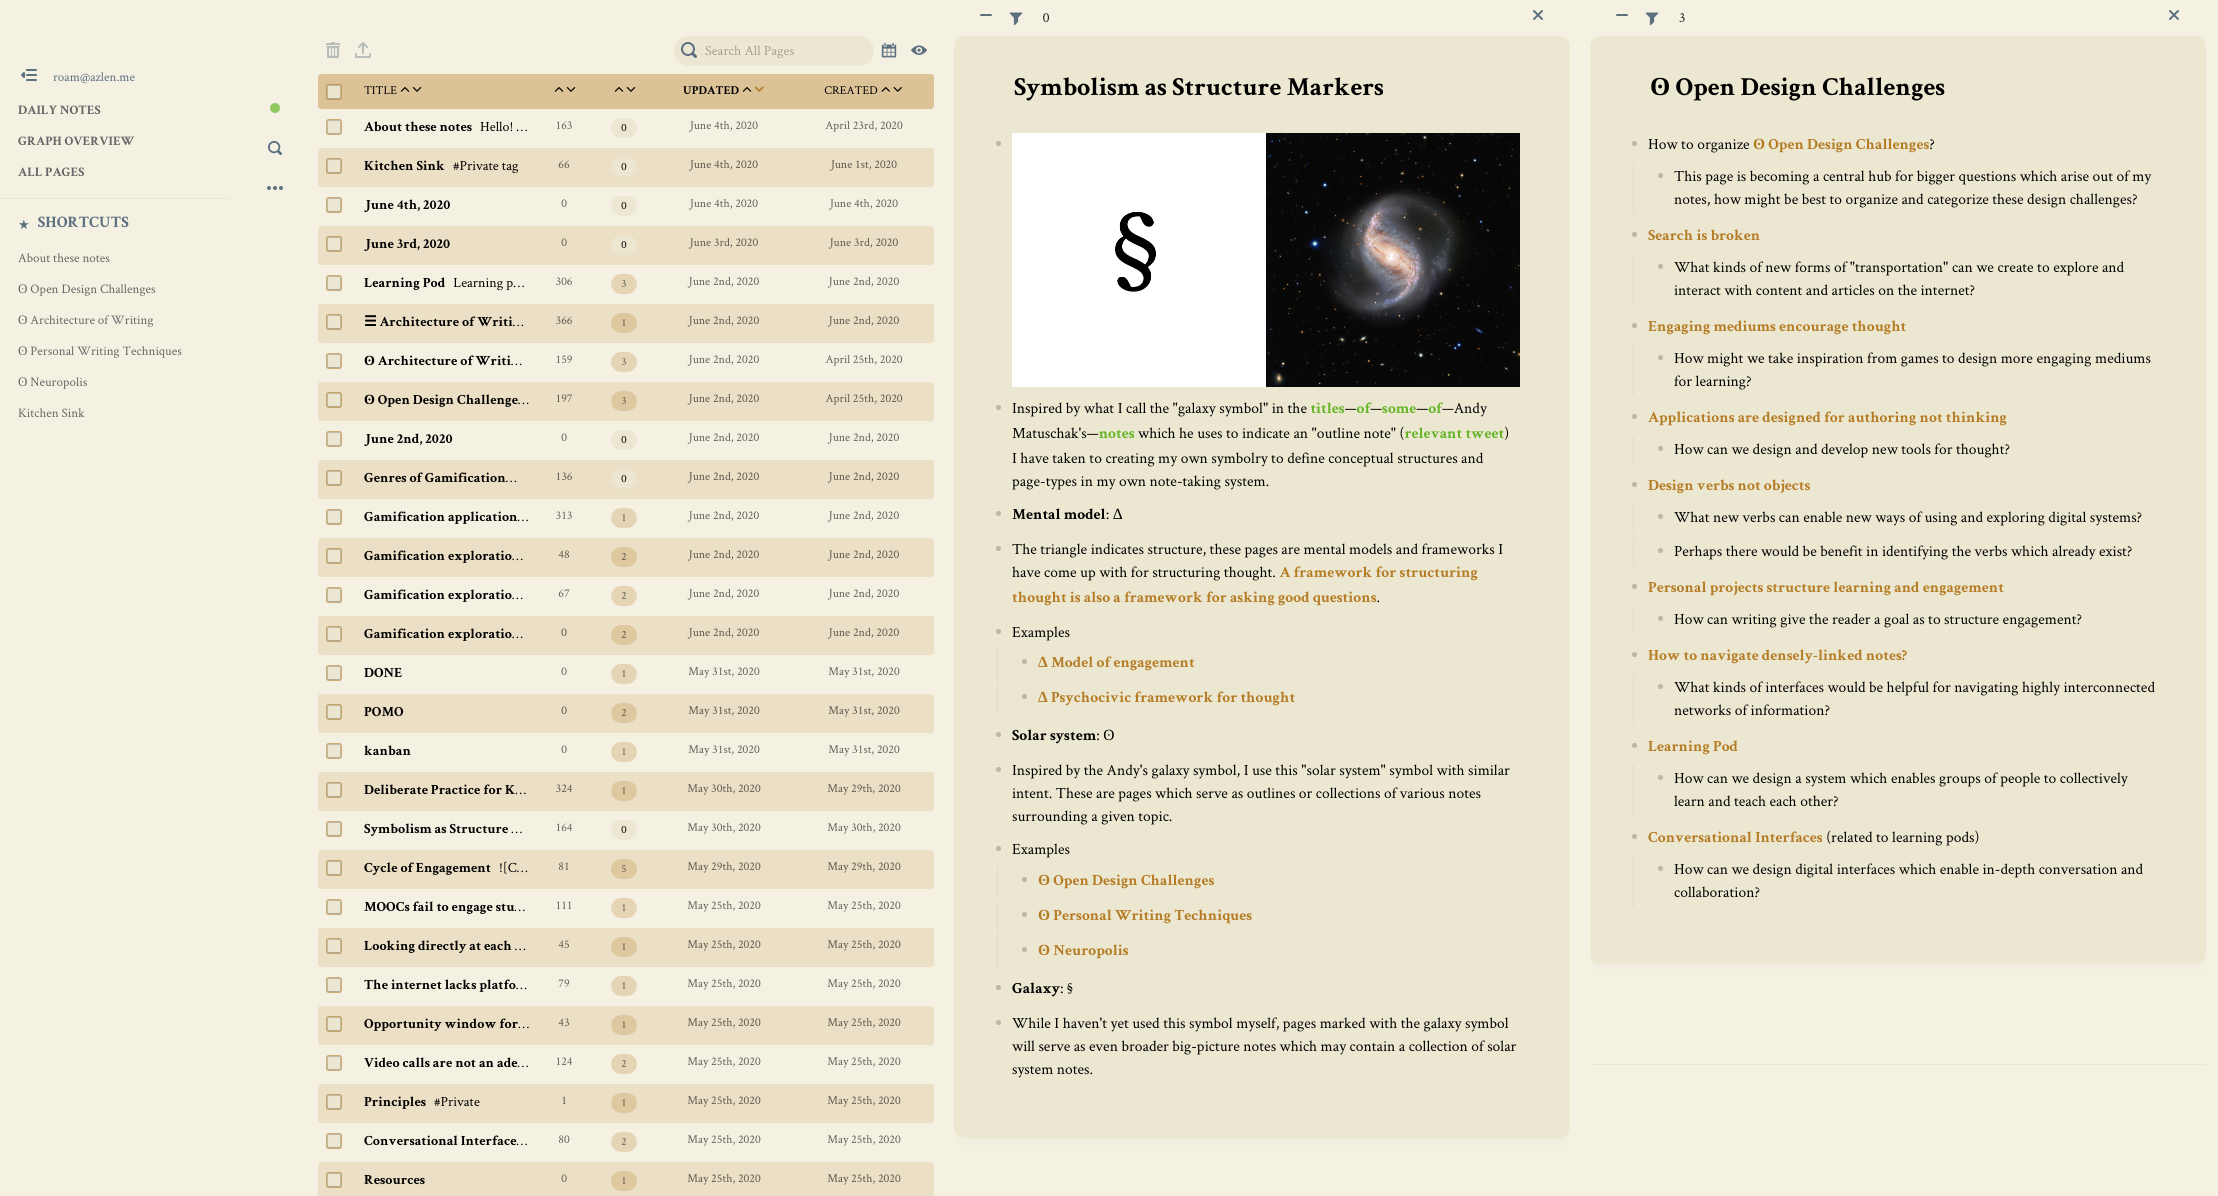 roam@azlen.me
DAILY NOTES
GRAPH OVERVIEW
ALL PAGES
★ SHORTCUTS
About these notes
ʘ Open Design Challenges
ʘ Architecture of Writing
ʘ Personal Writing Techniques
ʘ Neuropolis
Kitchen Sink
Search All Pages
TITLE UPDATED CREATED
About these notes Hello! … 163 0 June 4th, 2020 April 23rd, 2020
Kitchen Sink #Private tag 66 0 June 4th, 2020 June 1st, 2020
June 4th, 2020 0 0 June 4th, 2020 June 4th, 2020
June 3rd, 2020 0 0 June 3rd, 2020 June 3rd, 2020
Learning Pod Learning p… 306 3 June 2nd, 2020 June 2nd, 2020
☰ Architecture of Writi… 366 1 June 2nd, 2020 June 2nd, 2020
ʘ Architecture of Writi… 159 3 June 2nd, 2020 April 25th, 2020
ʘ Open Design Challenge… 197 3 June 2nd, 2020 April 25th, 2020
June 2nd, 2020 0 0 June 2nd, 2020 June 2nd, 2020
Genres of Gamification… 136 0 June 2nd, 2020 June 2nd, 2020
Gamification application… 313 1 June 2nd, 2020 June 2nd, 2020
Gamification exploratio… 48 2 June 2nd, 2020 June 2nd, 2020
Gamification exploratio… 67 2 June 2nd, 2020 June 2nd, 2020
Gamification exploratio… 0 2 June 2nd, 2020 June 2nd, 2020
DONE 0 1 May 31st, 2020 May 31st, 2020
POMO 0 2 May 31st, 2020 May 31st, 2020
kanban 0 1 May 31st, 2020 May 31st, 2020
Deliberate Practice for K… 324 1 May 30th, 2020 May 29th, 2020
Symbolism as Structure … 164 0 May 30th, 2020 May 30th, 2020
Cycle of Engagement ![C… 81 5 May 29th, 2020 May 29th, 2020
MOOCs fail to engage stu… 111 1 May 25th, 2020 May 25th, 2020
Looking directly at each … 45 1 May 25th, 2020 May 25th, 2020
The internet lacks platfo… 79 1 May 25th, 2020 May 25th, 2020
Opportunity window for… 43 1 May 25th, 2020 May 25th, 2020
Video calls are not an ade… 124 2 May 25th, 2020 May 25th, 2020
Principles #Private 1 1 May 25th, 2020 May 25th, 2020
Conversational Interface… 80 2 May 25th, 2020 May 25th, 2020
Resources 0 1 May 25th, 2020 May 25th, 2020
0
Symbolism as Structure Markers
§
Inspired by what I call the "galaxy symbol" in the titles—of—some—of—Andy
Matuschak's—notes which he uses to indicate an "outline note" (relevant tweet)
I have taken to creating my own symbolry to define conceptual structures and
page-types in my own note-taking system.
Mental model: Δ
The triangle indicates structure, these pages are mental models and frameworks I
have come up with for structuring thought. A framework for structuring
thought is also a framework for asking good questions.
Examples
Δ Model of engagement
Δ Psychocivic framework for thought
Solar system: ʘ
Inspired by the Andy's galaxy symbol, I use this "solar system" symbol with similar
intent. These are pages which serve as outlines or collections of various notes
surrounding a given topic.
Examples
ʘ Open Design Challenges
ʘ Personal Writing Techniques
ʘ Neuropolis
Galaxy: §
While I haven't yet used this symbol myself, pages marked with the galaxy symbol
will serve as even broader big-picture notes which may contain a collection of solar
system notes.
3
ʘ Open Design Challenges
How to organize ʘ Open Design Challenges?
This page is becoming a central hub for bigger questions which arise out of my
notes, how might be best to organize and categorize these design challenges?
Search is broken
What kinds of new forms of "transportation" can we create to explore and
interact with content and articles on the internet?
Engaging mediums encourage thought
How might we take inspiration from games to design more engaging mediums
for learning?
Applications are designed for authoring not thinking
How can we design and develop new tools for thought?
Design verbs not objects
What new verbs can enable new ways of using and exploring digital systems?
Perhaps there would be benefit in identifying the verbs which already exist?
Personal projects structure learning and engagement
How can writing give the reader a goal as to structure engagement?
How to navigate densely-linked notes?
What kinds of interfaces would be helpful for navigating highly interconnected
networks of information?
Learning Pod
How can we design a system which enables groups of people to collectively
learn and teach each other?
Conversational Interfaces (related to learning pods)
How can we design digital interfaces which enable in-depth conversation and
collaboration?